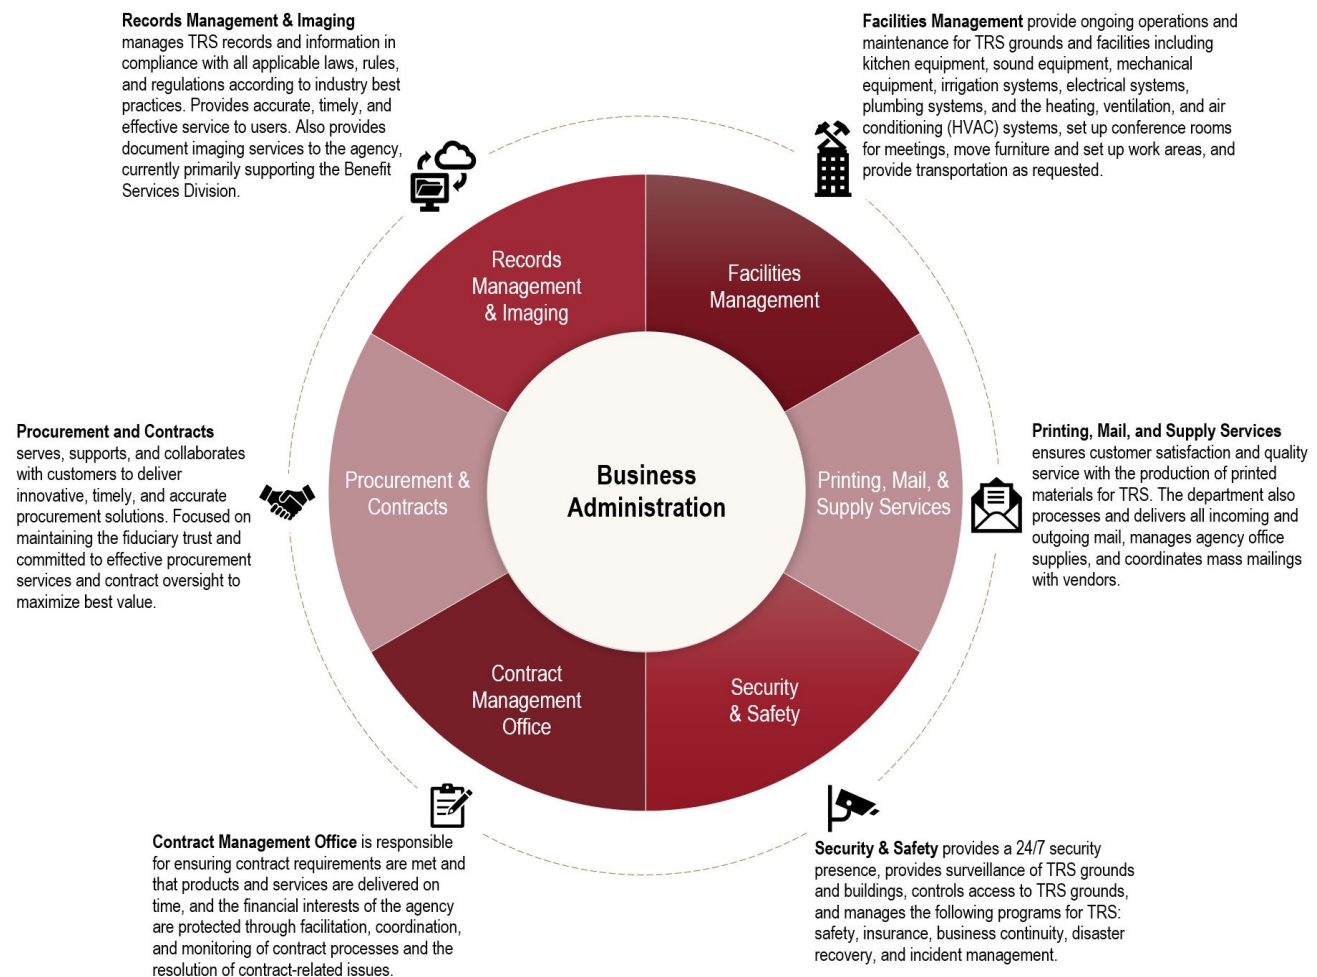 Records Management & Imaging
manages TRS records and information in
compliance with all applicable laws, rules,
and regulations according to industry best
practices. Provides accurate, timely, and
effective service to users. Also provides
document imaging services to the agency,
currently primarily supporting the Benefit
Services Division.
Facilities Management provide ongoing operations and
maintenance for TRS grounds and facilities including
kitchen equipment, sound equipment, mechanical
equipment, irrigation systems, electrical systems,
plumbing systems, and the heating, ventilation, and air
conditioning (HVAC) systems, set up conference rooms
for meetings, move furniture and set up work areas, and
provide transportation as requested.
Records
Management
& Imaging
Facilities
Management
Procurement and Contracts
serves, supports, and collaborates
with customers to deliver
innovative, timely, and accurate
procurement solutions. Focused on
maintaining the fiduciary trust and
committed to effective procurement
services and contract oversight to
maximize best value.
Procurement &
Contracts
Business
Administration
Printing, Mail, &
Supply Services
Printing, Mail, and Supply Services
ensures customer satisfaction and quality
service with the production of printed
materials for TRS. The department also
processes and delivers all incoming and
outgoing mail, manages agency office
supplies, and coordinates mass mailings
with vendors.
Contract
Management
Office
Security
& Safety
Contract Management Office is responsible
for ensuring contract requirements are met and
that products and services are delivered on
time, and the financial interests of the agency
are protected through facilitation, coordination,
and monitoring of contract processes and the
resolution of contract-related issues.
Security & Safety provides a 24/7 security
presence, provides surveillance of TRS grounds
and buildings, controls access to TRS grounds,
and manages the following programs for TRS:
safety, insurance, business continuity, disaster
recovery, and incident management.